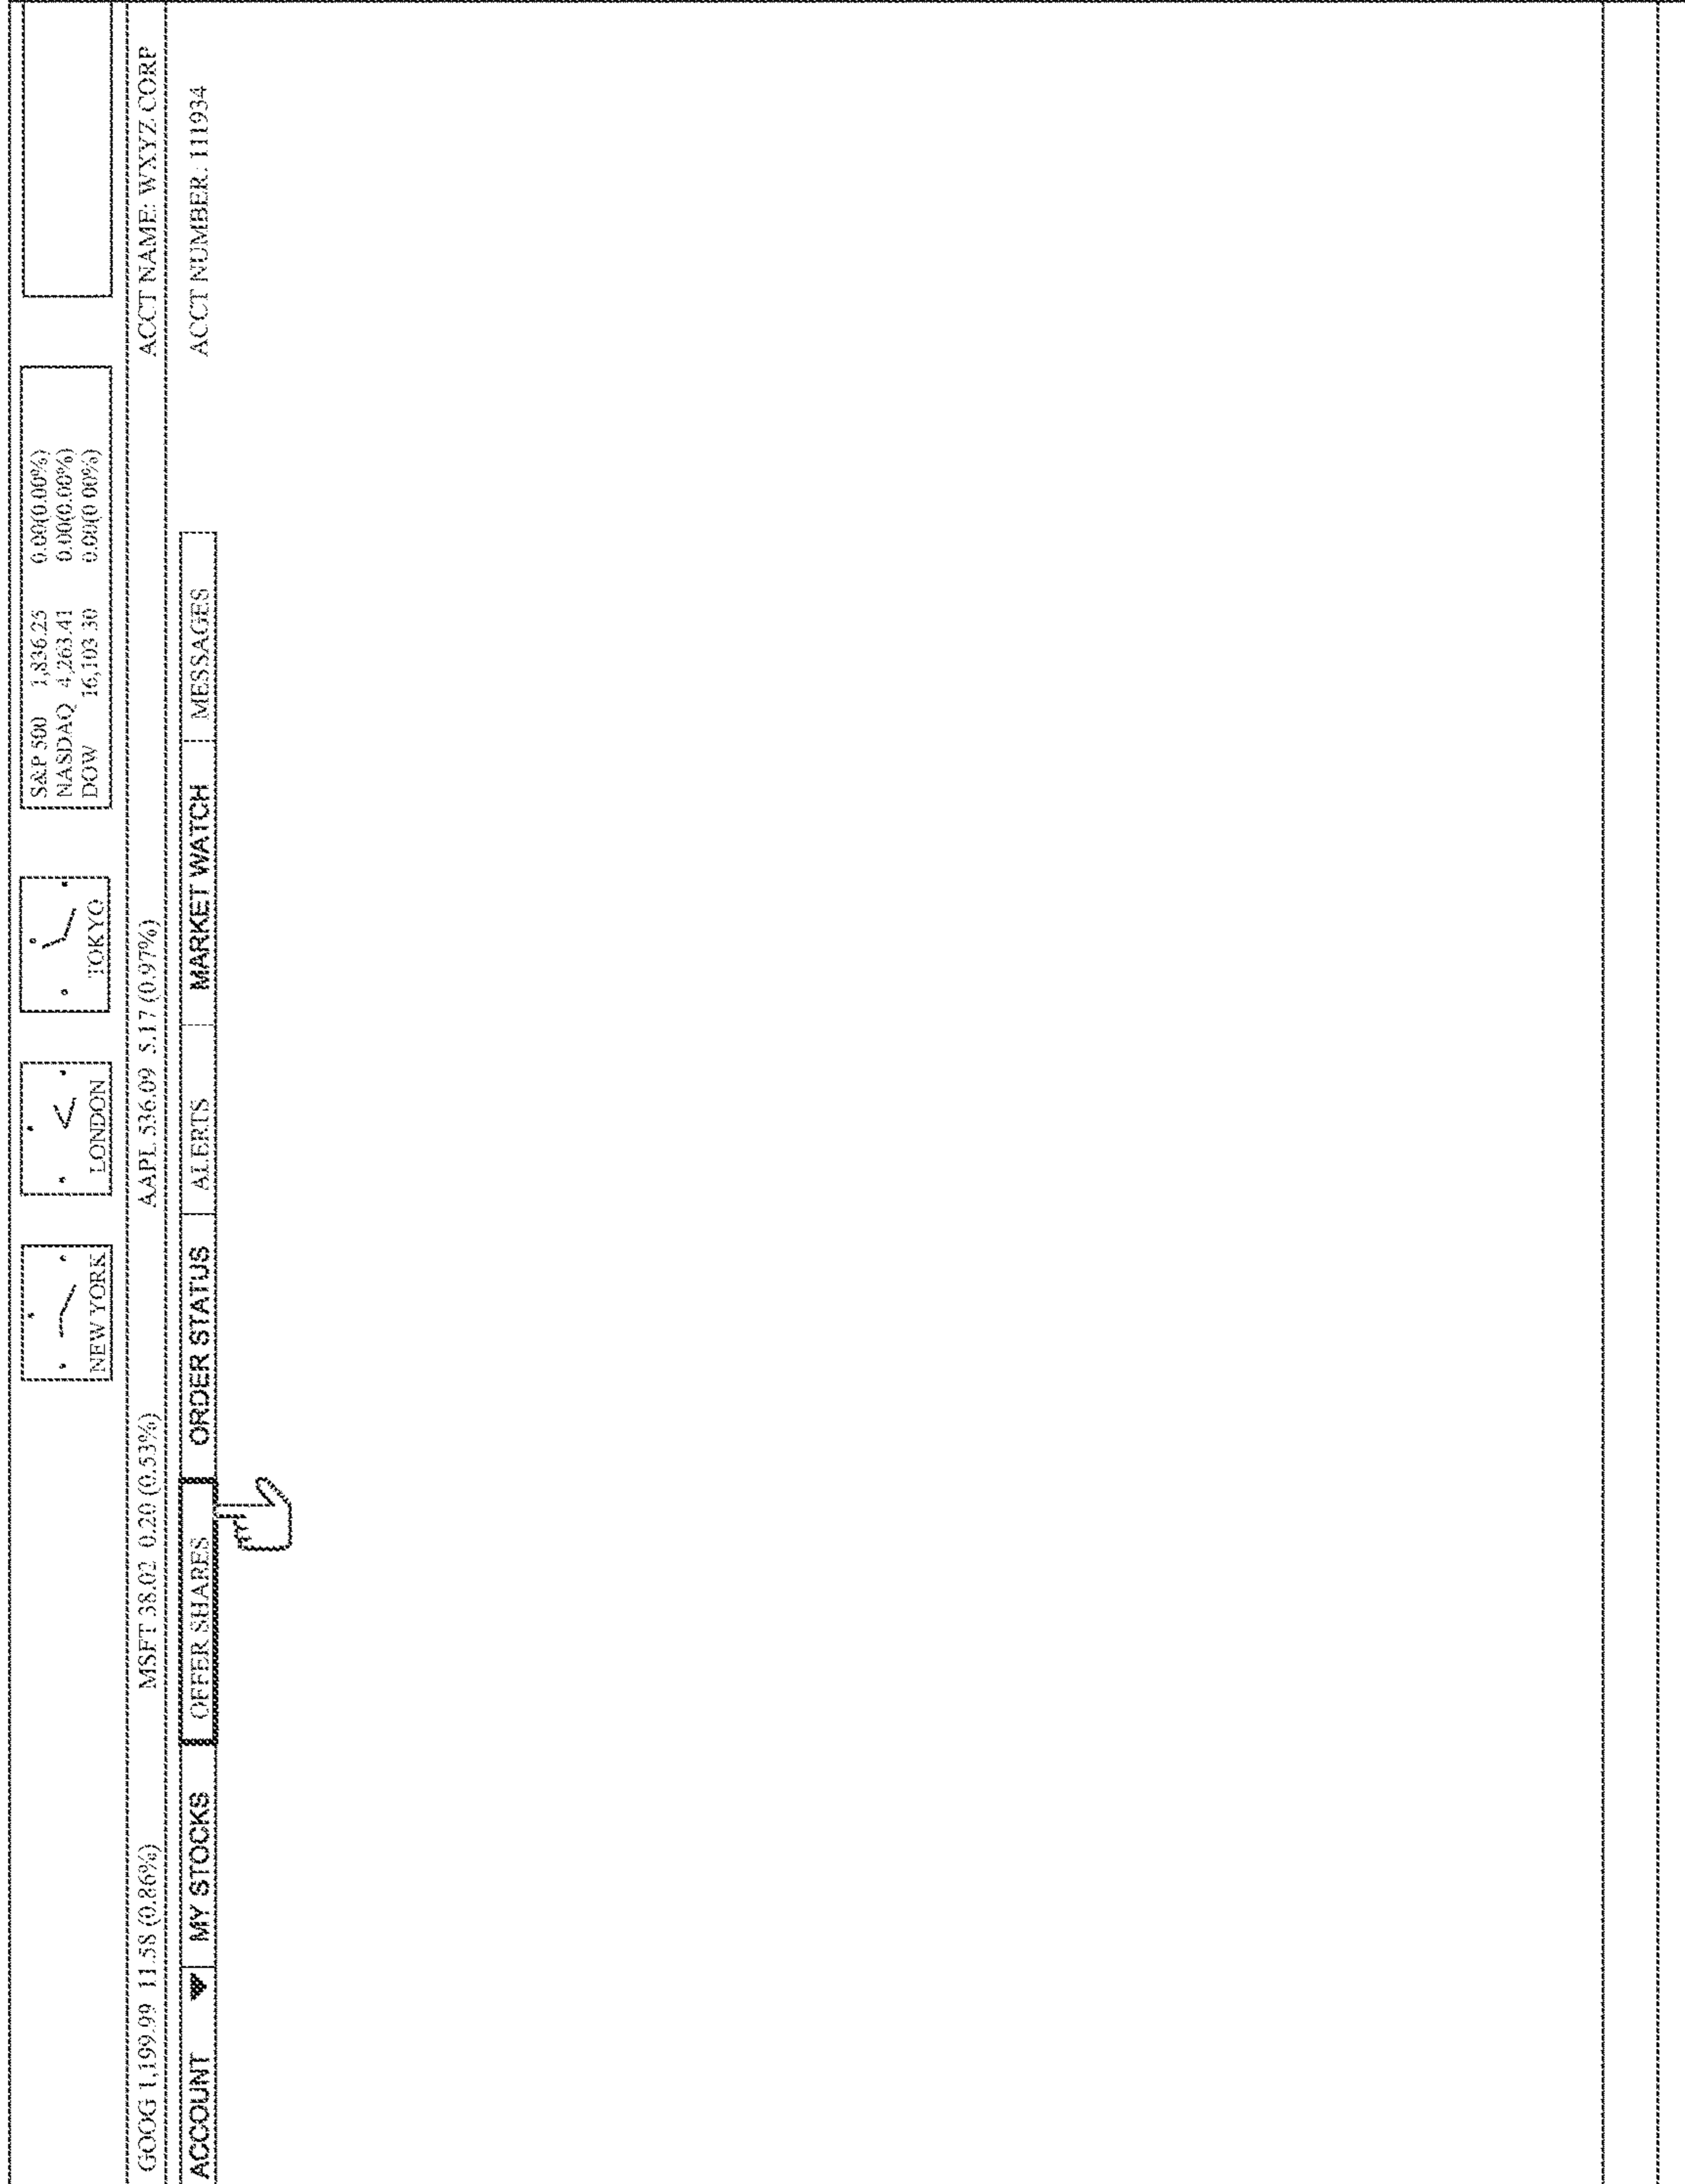 NEW YORK
LONDON
TOKYO
S&P 500 1,836.25 0.00(0.00%)
NASDAQ 4,263.41 0.00(0.00%)
DOW 16,103.30 0.00(0.00%)
GOOG 1,199.99 11.58 (0.86%) MSFT 38.02 0.20 (0.53%) AAPL 536.09 5.17 (0.97%) ACCT NAME: WXYZ CORP
ACCOUNT MY STOCKS OFFER SHARES ORDER STATUS ALERTS MARKET WATCH MESSAGES ACCT NUMBER: 111934